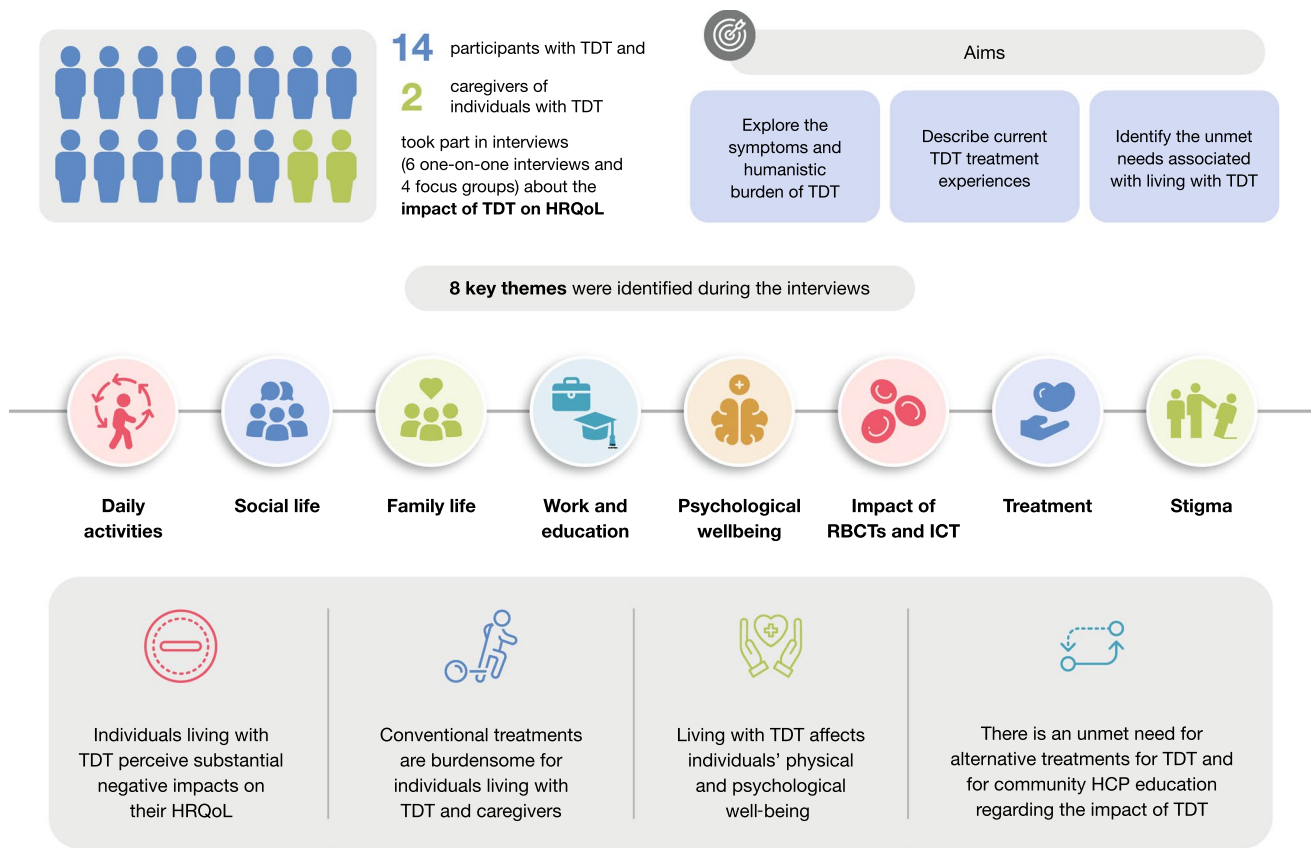 14 participants with TDT and
2 caregivers of
individuals with TDT
took part in interviews
(6 one-on-one interviews and
4 focus groups) about the
impact of TDT on HRQoL
Aims
Explore the
symptoms and
humanistic
burden of TDT
Describe current
TDT treatment
experiences
Identify the unmet
needs associated
with living with TDT
8 key themes were identified during the interviews
Daily
activities
Social life
Family life
Work and
education
Psychological
wellbeing
Impact of
RBCTs and ICT
Treatment
Stigma
Individuals living with
TDT perceive substantial
negative impacts on
their HRQoL
Conventional treatments
are burdensome for
individuals living with
TDT and caregivers
Living with TDT affects
individuals’ physical
and psychological
well-being
There is an unmet need for
alternative treatments for TDT and
for community HCP education
regarding the impact of TDT